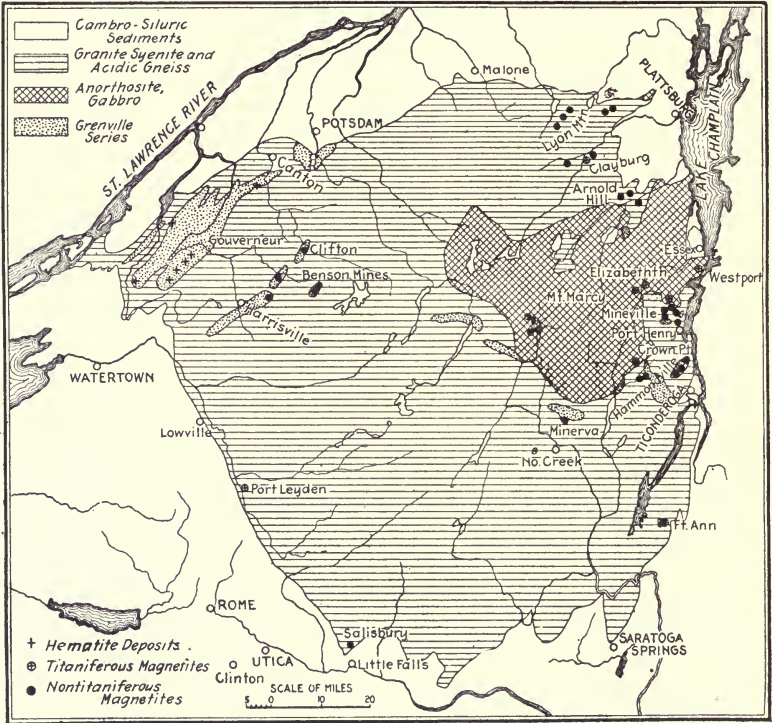 Cambro-Siluric
Sediments
Granite Syenite and
Acidic Gneiss
Anorthosite,
Gabbro
Grenville
Series
ST. LAWRENCE RIVER
Malone
PLATTSBURG
LAKE CHAMPLAIN
POTSDAM
Lyon Mtn.
Canton
Clayburg
Arnold
Hill
Gouverneur
Clifton
Essex
Benson Mines
Elizabethth.
Westport
Mt. Marcy
Mineville
Harrisville
Port Henry
Crown Pt.
WATERTOWN
Hammondville
TICONDEROGA
Lowville
Minerva
No. Creek
Port Leyden
Ft. Ann
ROME
+ Hematite Deposits.
Salisbury
SARATOGA
SPRINGS
⊕ Titaniferous Magnetites
UTICA
Little Falls
Clinton
● Nontitaniferous
Magnetites
SCALE OF MILES
5 0 10 20